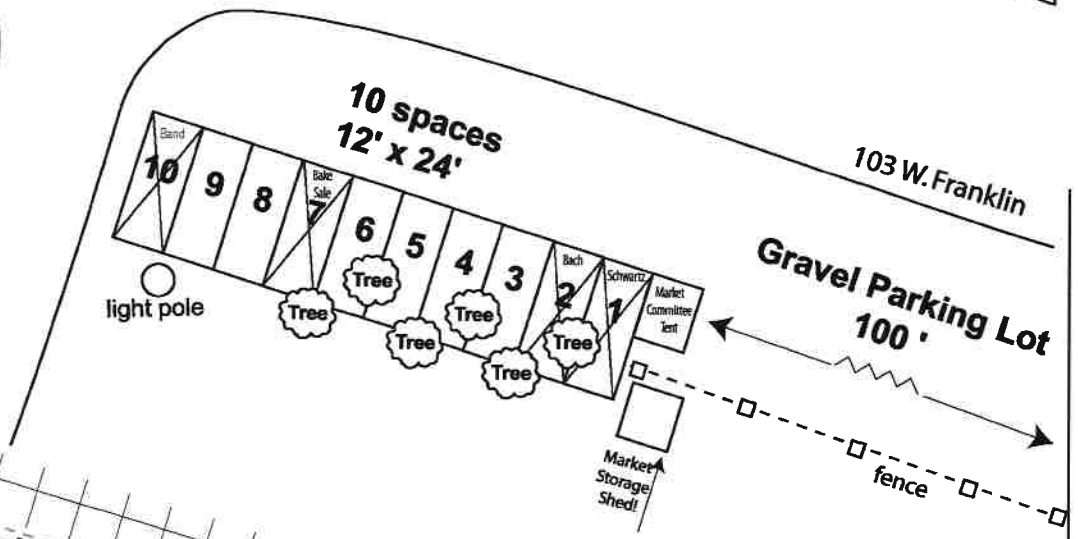 10 spaces
12' x 24'
103 W. Franklin
Gravel Parking Lot
100 '
Band
10
9
8
Bake
Sale
7
6
5
4
3
Bach
2
Schwartz
1
Market
Committee
Tent
Tree
Tree
Tree
Tree
Tree
Tree
light pole
Market
Storage
Shed!
fence